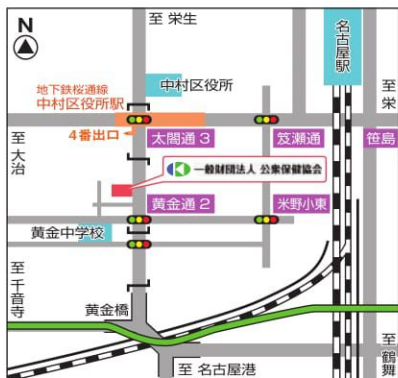 至 栄生
N
名古屋駅
中村区役所
至 栄
地下鉄桜通線
中村区役所駅
4番出口
太閤通 3
笈瀬通
笹島
至 大治
一般財団法人 公衆保健協会
黄金通 2
米野小東
黄金中学校
至 千音寺
黄金橋
至 名古屋港
至 鶴舞